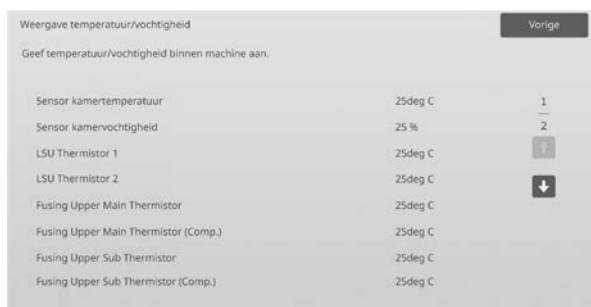 Weergave temperatuur/vochtigheid
Vorige
Geef temperatuur/vochtigheid binnen machine aan.
Sensor kamertemperatuur 25deg C 1
Sensor kamervochtigheid 25 % 2
LSU Thermistor 1 25deg C
LSU Thermistor 2 25deg C
Fusing Upper Main Thermistor 25deg C
Fusing Upper Main Thermistor (Comp.) 25deg C
Fusing Upper Sub Thermistor 25deg C
Fusing Upper Sub Thermistor (Comp.) 25deg C